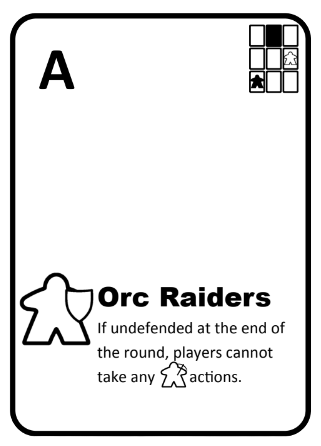 A
Orc Raiders
If undefended at the end of
the round, players cannot
take any actions.